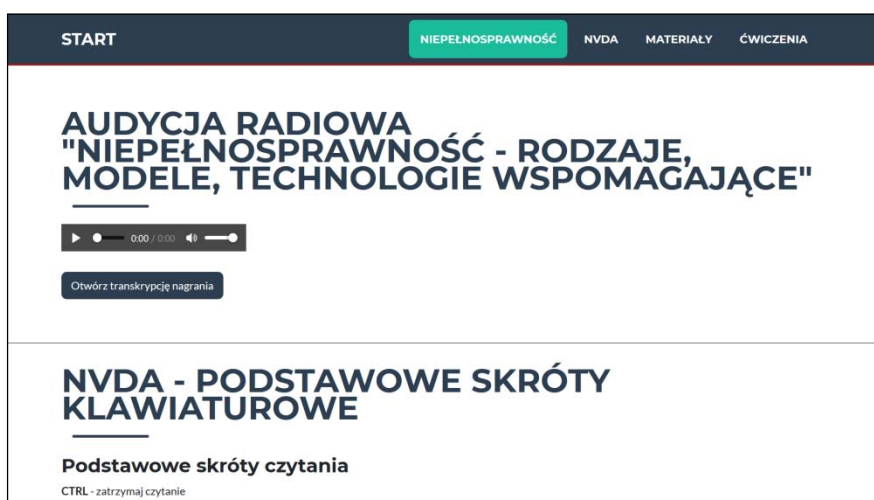 START NIEPEŁNOSPRAWNOŚĆ NVDA MATERIAŁY ĆWICZENIA
AUDYCJA RADIOWA
"NIEPEŁNOSPRAWNOŚĆ - RODZAJE,
MODELE, TECHNOLOGIE WSPOMAGAJĄCE"
0:00 / 0:00
Otwórz transkrypcję nagrania
NVDA - PODSTAWOWE SKRÓTY
KLAWIATUROWE
Podstawowe skróty czytania
CTRL - zatrzymaj czytanie